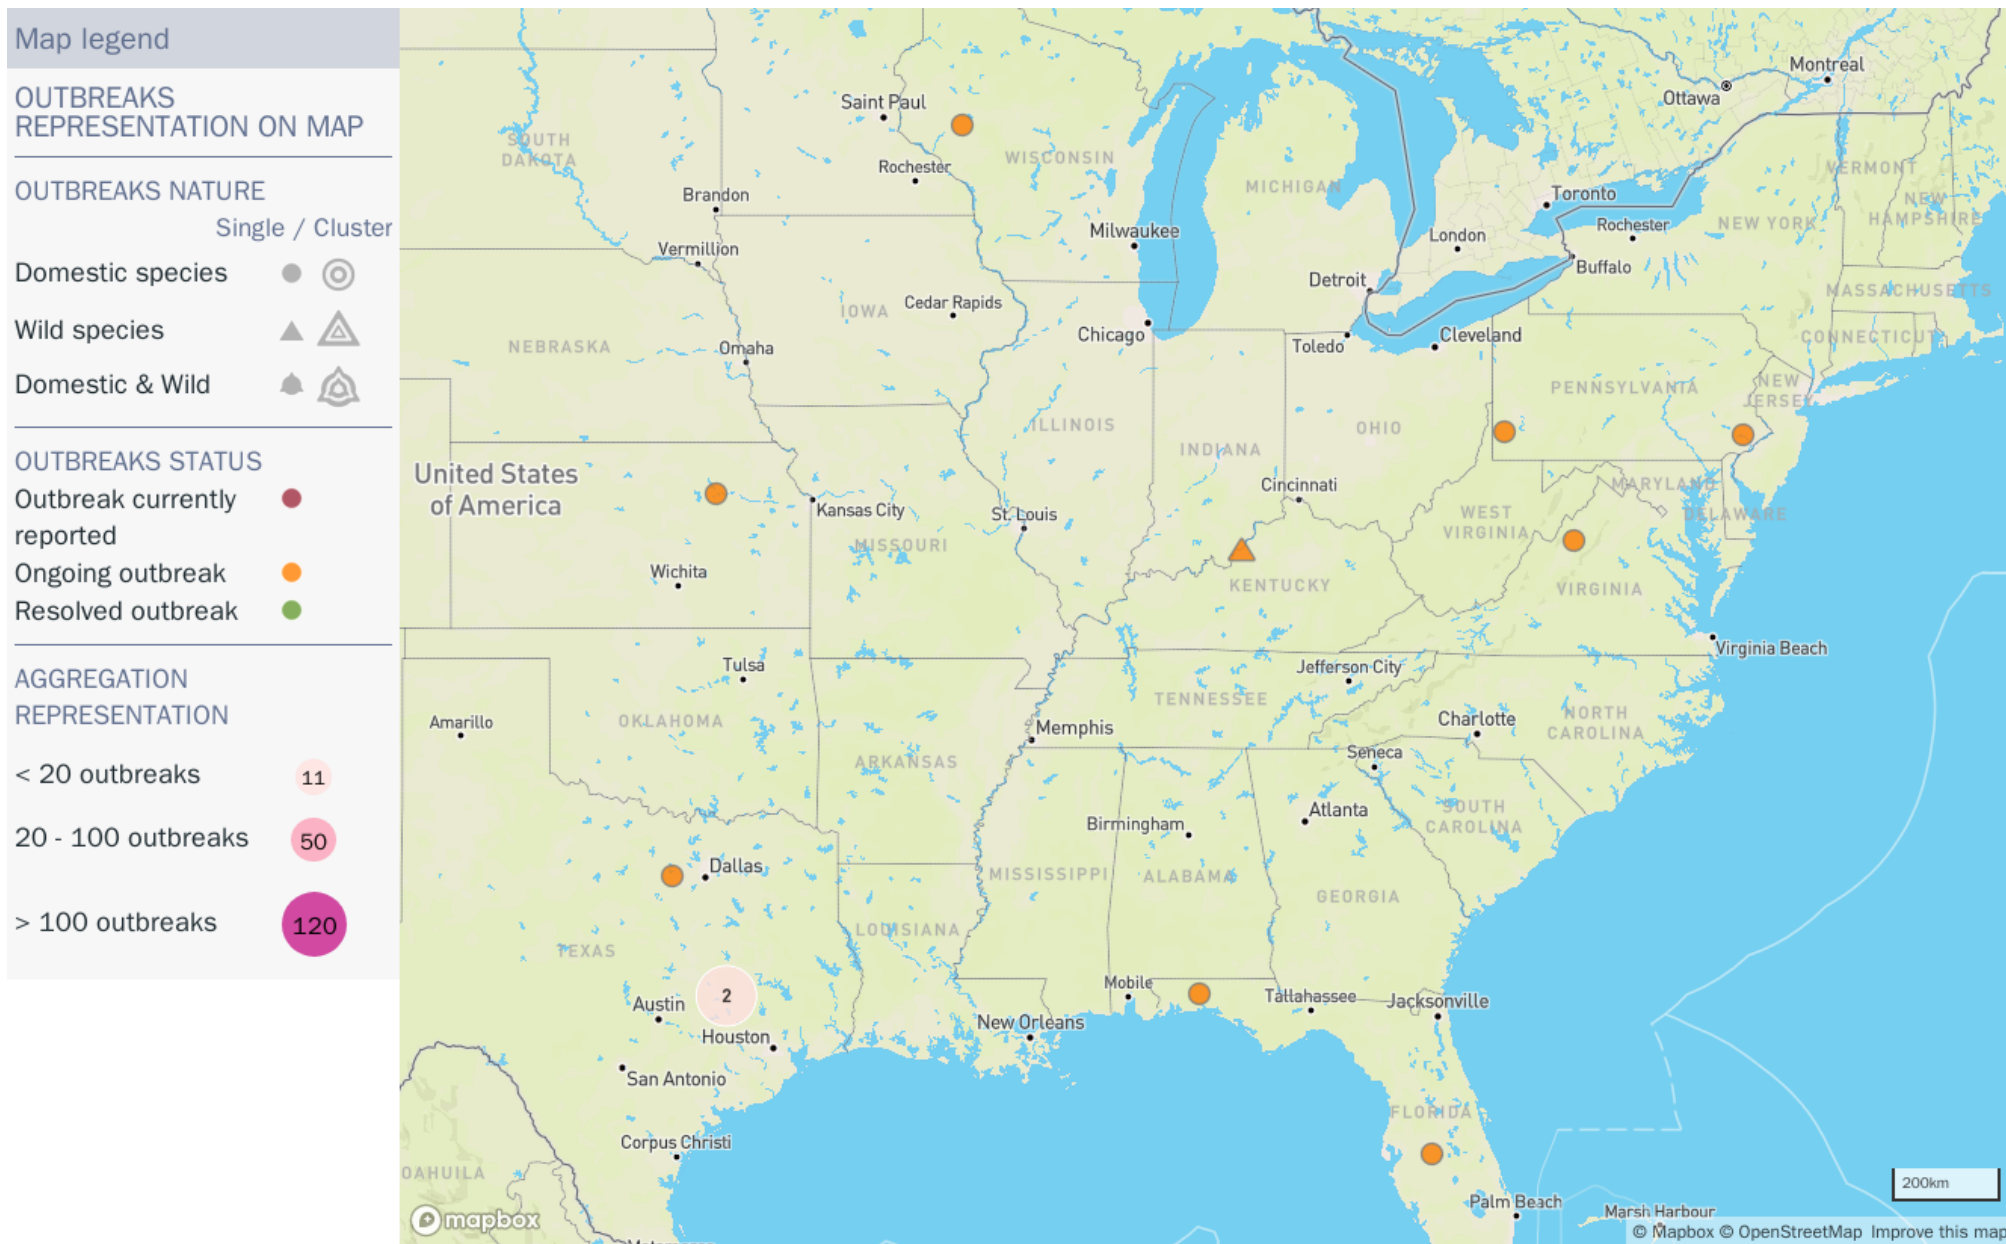 Map legend
OUTBREAKS
REPRESENTATION ON MAP
OUTBREAKS NATURE
Single / Cluster
Domestic species
Wild species
Domestic & Wild
OUTBREAKS STATUS
Outbreak currently
reported
Ongoing outbreak
Resolved outbreak
AGGREGATION
REPRESENTATION
< 20 outbreaks 11
20 - 100 outbreaks 50
> 100 outbreaks 120
Montreal
Ottawa
Saint Paul
SOUTH
DAKOTA
WISCONSIN
Rochester
VERMONT
MICHIGAN
Brandon
Toronto
NEW
HAMPSHIRE
NEW YORK
Rochester
Milwaukee
London
Vermillion
Buffalo
Detroit
MASSACHUSETTS
Cedar Rapids
IOWA
Chicago
Cleveland
CONNECTICUT
NEBRASKA
Omaha
Toledo
PENNSYLVANIA
NEW
JERSEY
ILLINOIS
OHIO
INDIANA
United States
of America
Cincinnati
MARYLAND
Kansas City
St. Louis
WEST
VIRGINIA
DELAWARE
MISSOURI
Wichita
KENTUCKY
VIRGINIA
Virginia Beach
Tulsa
Jefferson City
TENNESSEE
Amarillo
OKLAHOMA
Memphis
Charlotte
NORTH
CAROLINA
ARKANSAS
Seneca
Atlanta
SOUTH
CAROLINA
Birmingham
Dallas
MISSISSIPPI
ALABAMA
GEORGIA
LOUISIANA
TEXAS
2
Mobile
Tallahassee
Jacksonville
Austin
New Orleans
Houston
San Antonio
FLORIDA
Corpus Christi
OAHUILA
200km
Palm Beach
Marsh Harbour
mapbox
© Mapbox © OpenStreetMap Improve this map